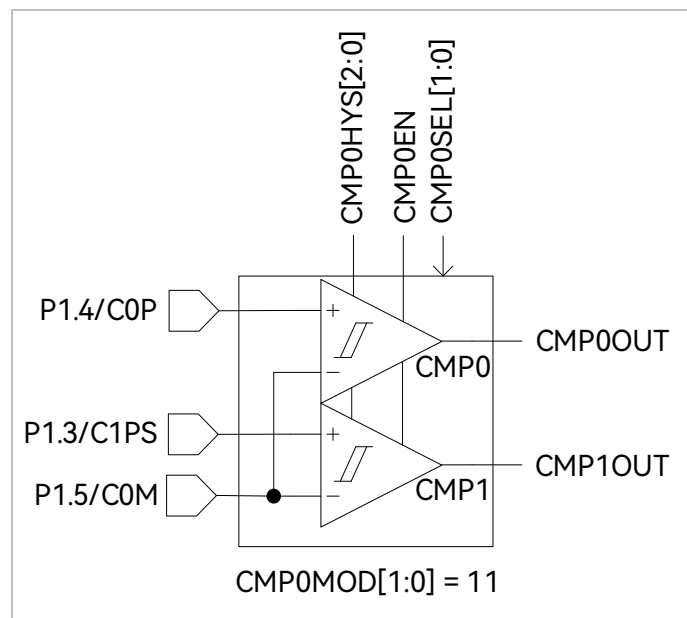 CMP0HYS[2:0]
CMP0EN
CMP0SEL[1:0]
P1.4/C0P
+
−
CMP0
CMP0OUT
P1.3/C1PS
+
P1.5/C0M
−
CMP1
CMP1OUT
CMP0MOD[1:0] = 11